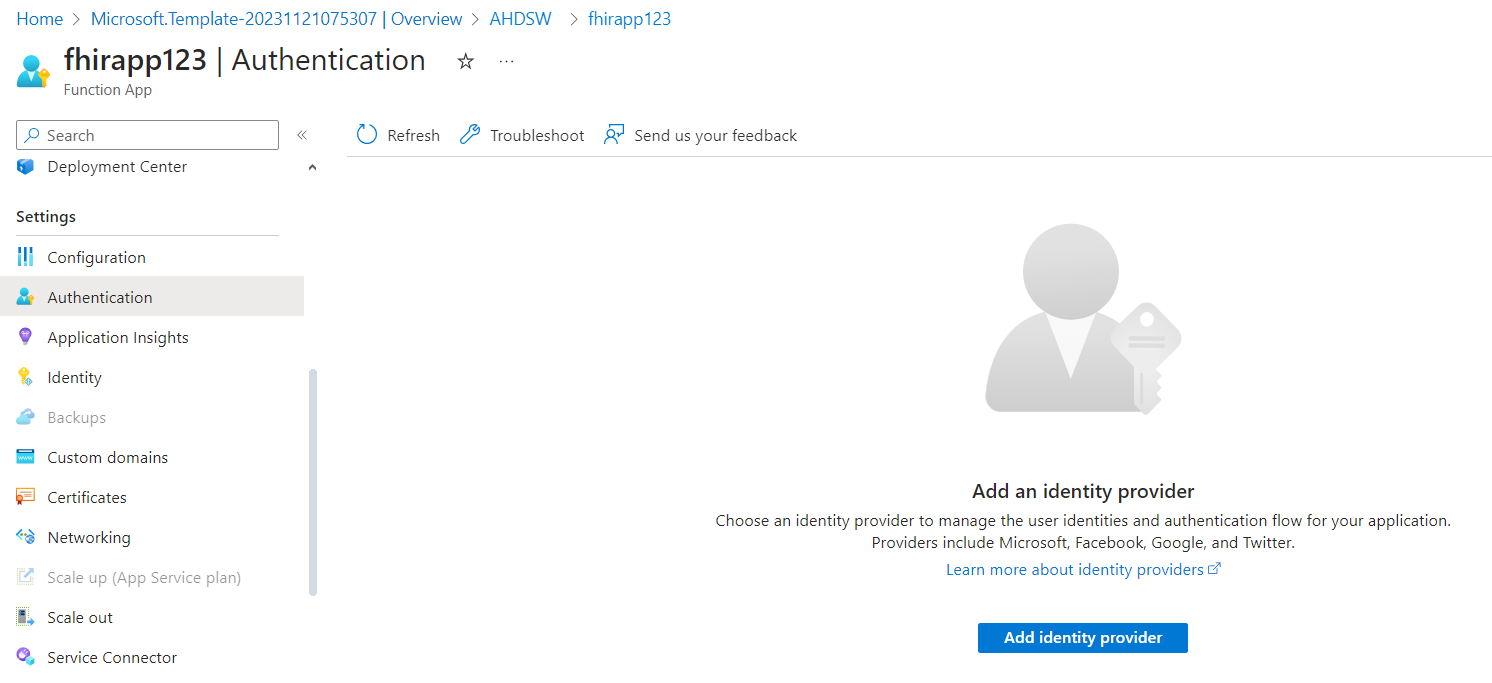 Home > Microsoft.Template-20231121075307 | Overview > AHDSW > fhirapp123
fhirapp123 | Authentication
Function App
Search
Refresh
Troubleshoot
Send us your feedback
Deployment Center
Settings
Configuration
Authentication
Application Insights
Identity
Backups
Custom domains
Certificates
Networking
Scale up (App Service plan)
Scale out
Service Connector
Add an identity provider
Choose an identity provider to manage the user identities and authentication flow for your application.
Providers include Microsoft, Facebook, Google, and Twitter.
Learn more about identity providers
Add identity provider